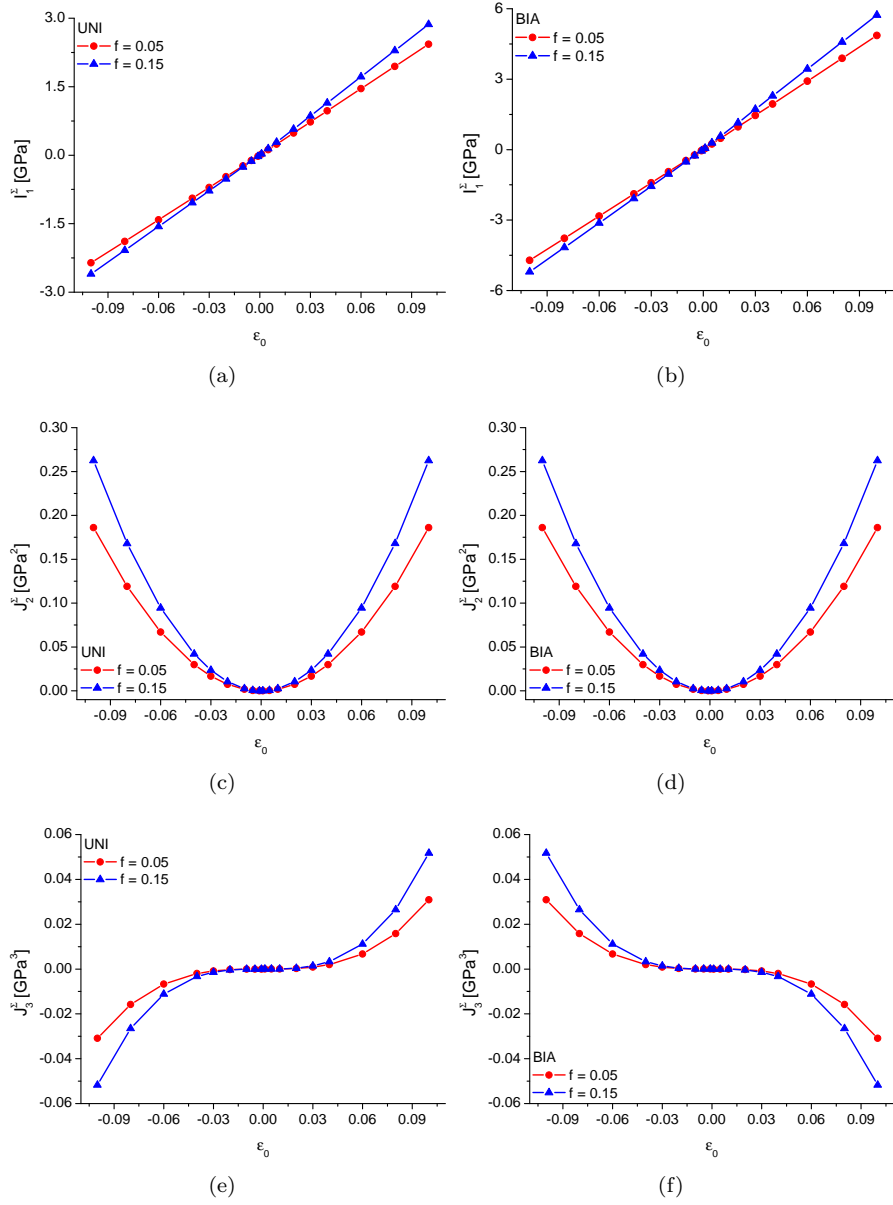 UNI
f = 0.05
f = 0.15
I₁^Σ [GPa]
3.0
1.5
0.0
-1.5
-3.0
-0.09 -0.06 -0.03 0.00 0.03 0.06 0.09
ε₀
(a)
BIA
f = 0.05
f = 0.15
I₁^Σ [GPa]
6
3
0
-3
-6
-0.09 -0.06 -0.03 0.00 0.03 0.06 0.09
ε₀
(b)
J₂^Σ [GPa²]
0.30
0.25
0.20
0.15
0.10
0.05
0.00
UNI
f = 0.05
f = 0.15
-0.09 -0.06 -0.03 0.00 0.03 0.06 0.09
ε₀
(c)
J₂^Σ [GPa²]
0.30
0.25
0.20
0.15
0.10
0.05
0.00
BIA
f = 0.05
f = 0.15
-0.09 -0.06 -0.03 0.00 0.03 0.06 0.09
ε₀
(d)
UNI
f = 0.05
f = 0.15
J₃^Σ [GPa³]
0.06
0.04
0.02
0.00
-0.02
-0.04
-0.06
-0.09 -0.06 -0.03 0.00 0.03 0.06 0.09
ε₀
(e)
J₃^Σ [GPa³]
0.06
0.04
0.02
0.00
-0.02
-0.04
-0.06
BIA
f = 0.05
f = 0.15
-0.09 -0.06 -0.03 0.00 0.03 0.06 0.09
ε₀
(f)